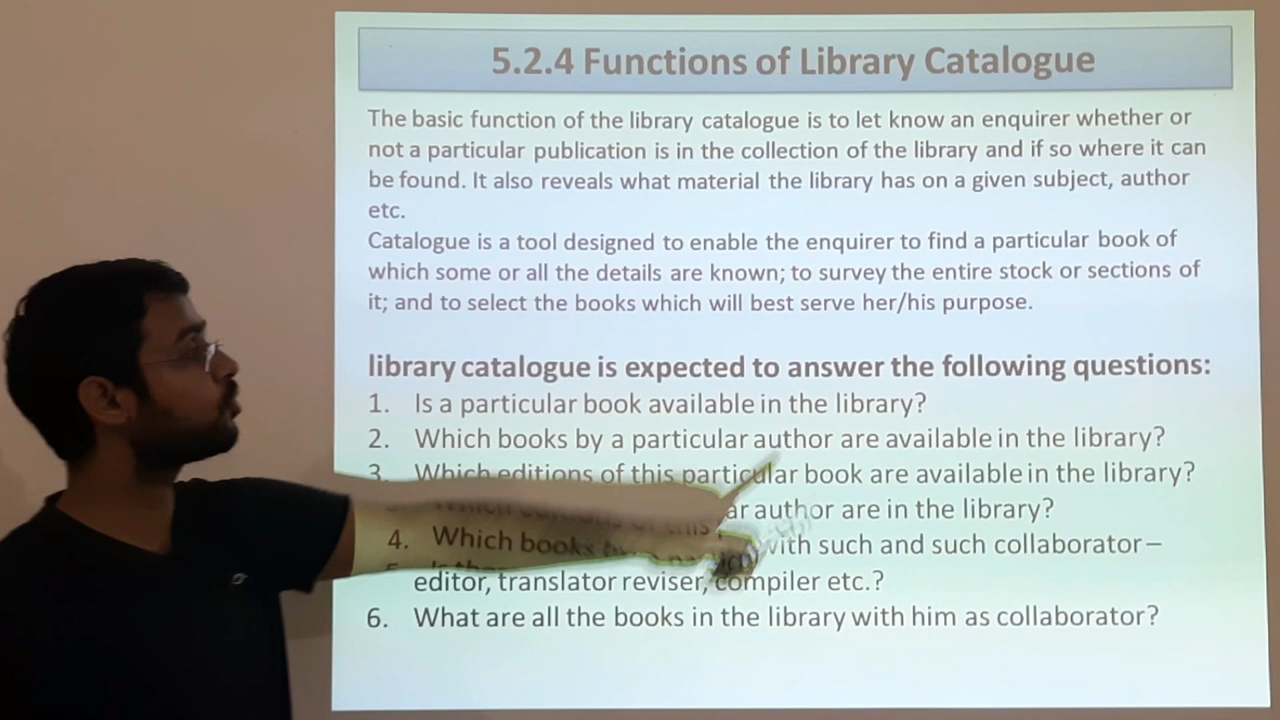 5.2.4 Functions of Library Catalogue
The basic function of the library catalogue is to let know an enquirer whether or
not a particular publication is in the collection of the library and if so where it can
be found. It also reveals what material the library has on a given subject, author
etc.
Catalogue is a tool designed to enable the enquirer to find a particular book of
which some or all the details are known; to survey the entire stock or sections of
it; and to select the books which will best serve her/his purpose.
library catalogue is expected to answer the following questions:
1. Is a particular book available in the library?
2. Which books by a particular author are available in the library?
3. Which editions of this particular book are available in the library?
4. Which books author are in the library?
with such and such collaborator–
editor, translator reviser, compiler etc.?
6. What are all the books in the library with him as collaborator?